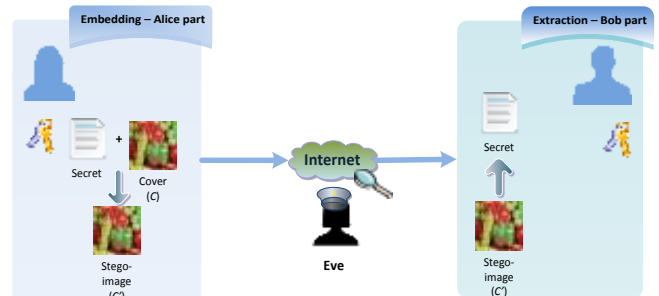 Embedding – Alice part
Extraction – Bob part
Secret
+
Cover
(C)
Stego-
image
(C')
Internet
Eve
Secret
Stego-
image
(C')